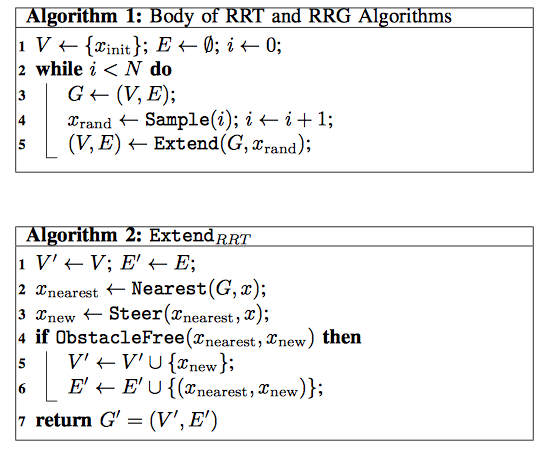 Algorithm 1: Body of RRT and RRG Algorithms
1 V ← {x_init}; E ← ∅; i ← 0;
2 while i < N do
3 G ← (V, E);
4 x_rand ← Sample(i); i ← i + 1;
5 (V, E) ← Extend(G, x_rand);
Algorithm 2: Extend_RRT
1 V′ ← V; E′ ← E;
2 x_nearest ← Nearest(G, x);
3 x_new ← Steer(x_nearest, x);
4 if ObstacleFree(x_nearest, x_new) then
5 V′ ← V′ ∪ {x_new};
6 E′ ← E′ ∪ {(x_nearest, x_new)};
7 return G′ = (V′, E′)